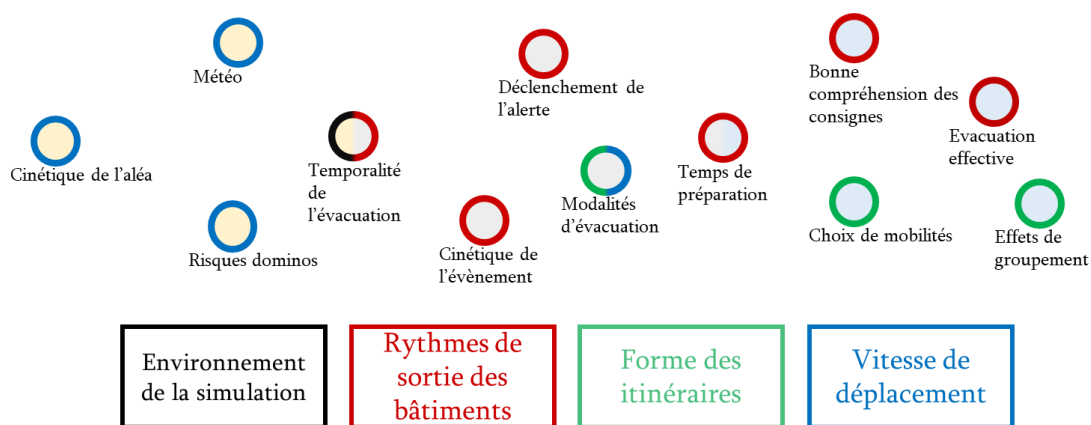 Météo
Déclenchement de
l'alerte
Bonne
compréhension des
consignes
Cinétique de l'aléa
Temporalité
de
l'évacuation
Modalités
d'évacuation
Temps de
préparation
Evacuation
effective
Risques dominos
Cinétique de
l'évènement
Choix de mobilités
Effets de
groupement
Environnement
de la simulation
Rythmes de
sortie des
bâtiments
Forme des
itinéraires
Vitesse de
déplacement